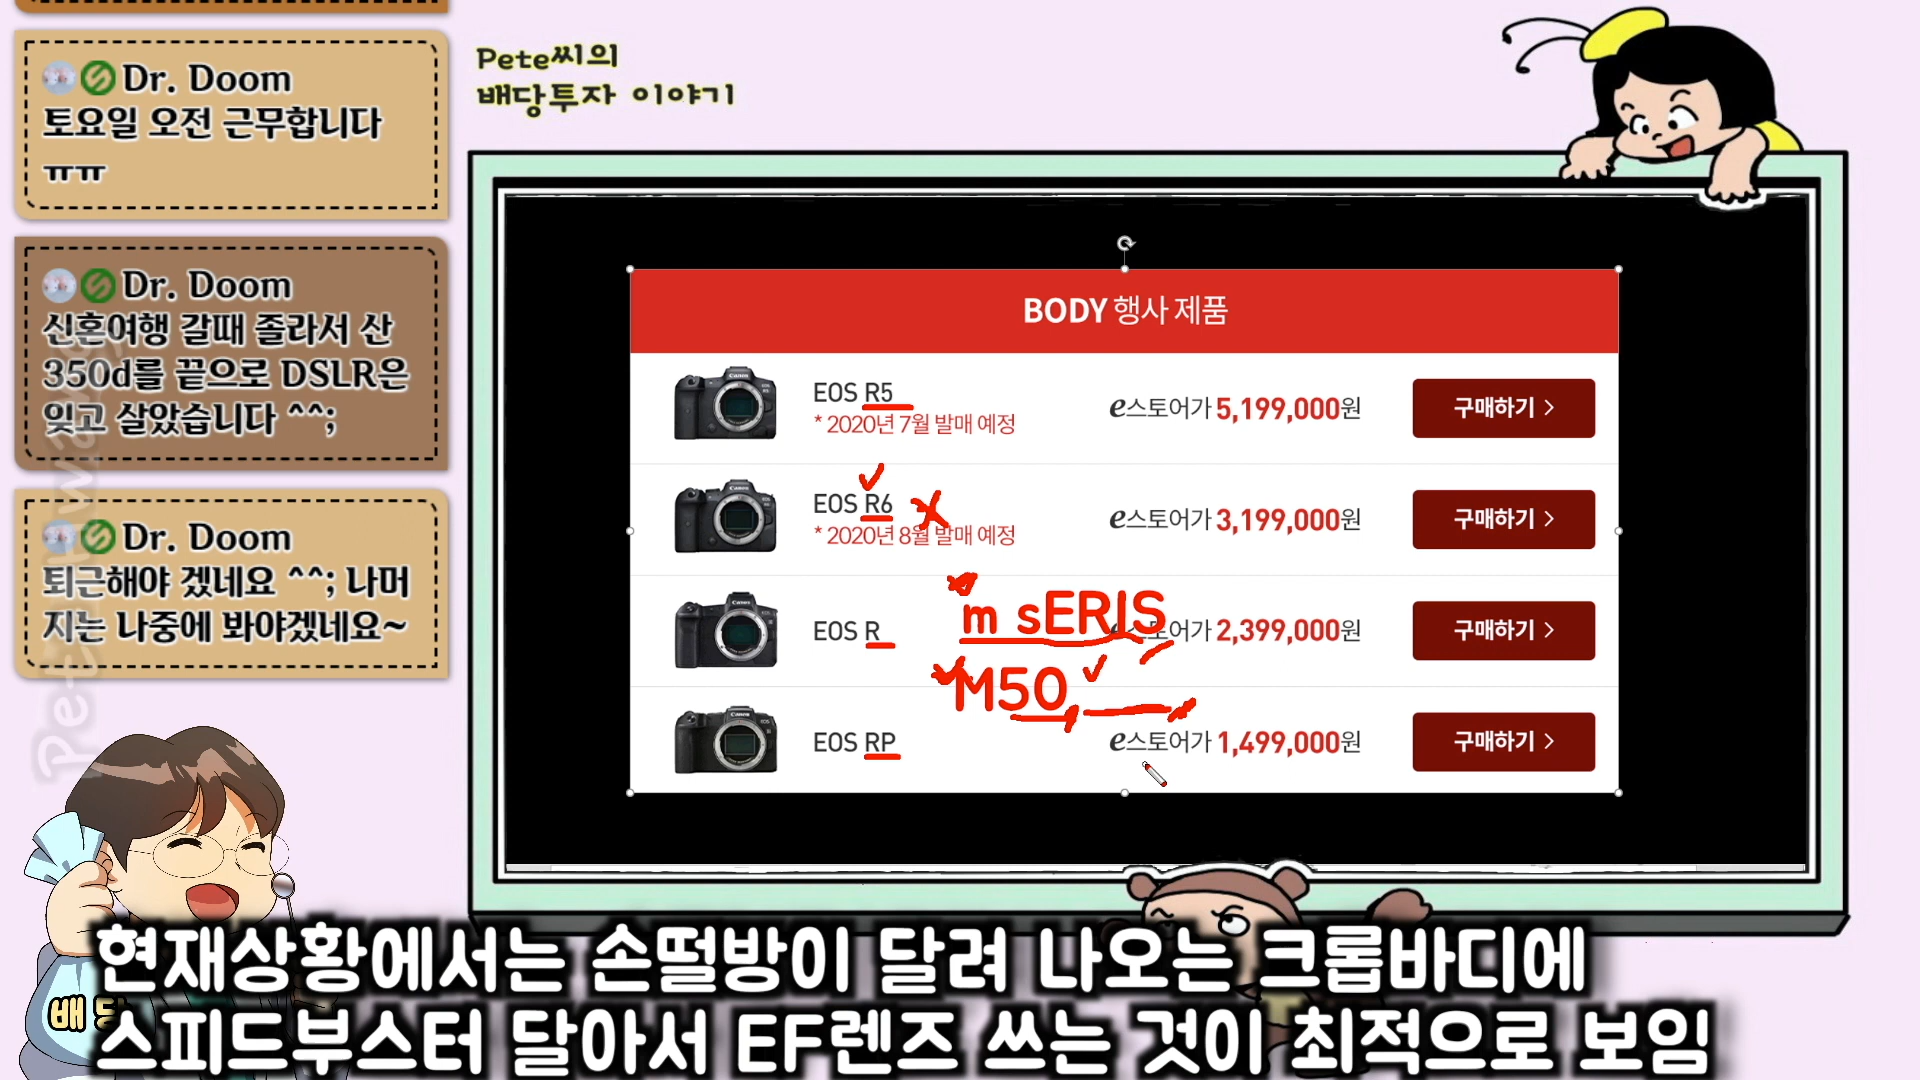 Dr. Doom
토요일 오전 근무합니다
ㅠㅠ
Dr. Doom
신혼여행 갈때 졸라서 산
350d를 끝으로 DSLR은
잊고 살았습니다 ^^;
Dr. Doom
퇴근해야 겠네요 ^^; 나머
지는 나중에 봐야겠네요~
Pete씨의
배당투자 이야기
BODY 행사 제품
EOS R5
* 2020년 7월 발매 예정
e스토어가 5,199,000원
구매하기 >
EOS R6
* 2020년 8월 발매 예정
e스토어가 3,199,000원
구매하기 >
m sERIS
EOS R
e스토어가 2,399,000원
구매하기 >
M50
EOS RP
e스토어가 1,499,000원
구매하기 >
배당
현재상황에서는 손떨방이 달려 나오는 크롭바디에
스피드부스터 달아서 EF렌즈 쓰는 것이 최적으로 보임